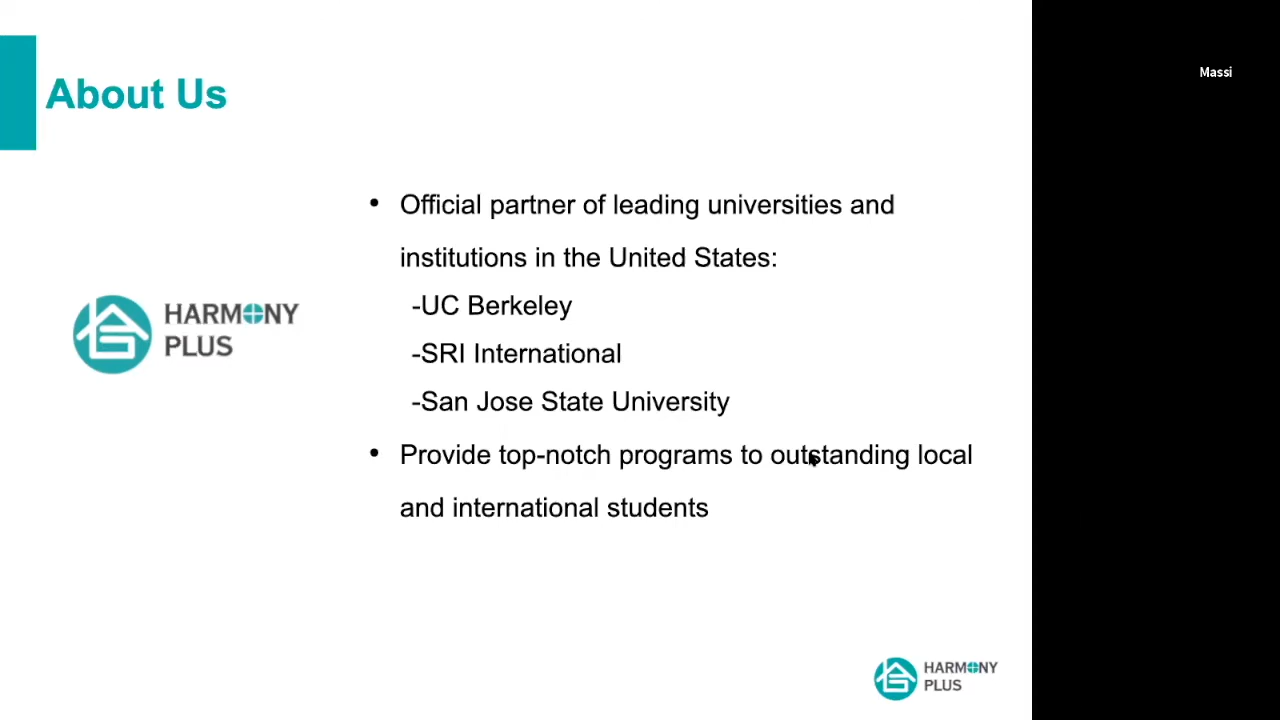 About Us
Massi
• Official partner of leading universities and
institutions in the United States:
-UC Berkeley
-SRI International
-San Jose State University
• Provide top-notch programs to outstanding local
and international students
HARMONY
PLUS
HARMONY
PLUS